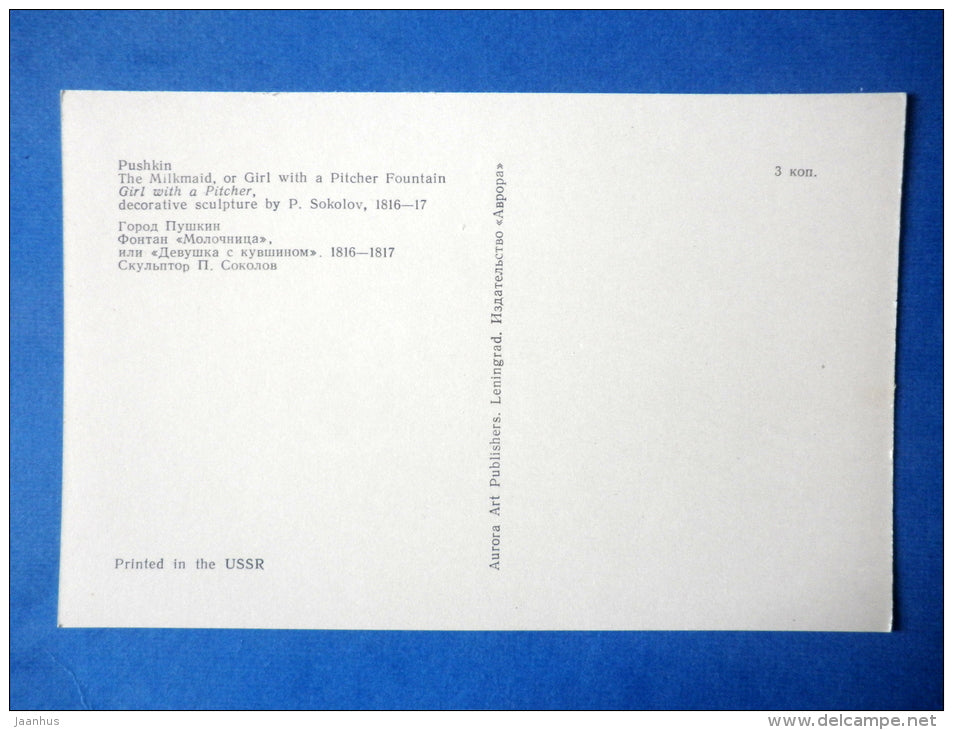 Pushkin
The Milkmaid, or Girl with a Pitcher Fountain
Girl with a Pitcher,
decorative sculpture by P. Sokolov, 1816—17
Город Пушкин
Фонтан «Молочница»,
или «Девушка с кувшином». 1816—1817
Скульптор П. Соколов
Printed in the USSR
Aurora Art Publishers. Leningrad. Издательство «Аврора»
3 коп.
jaanhus
www.delcampe.net